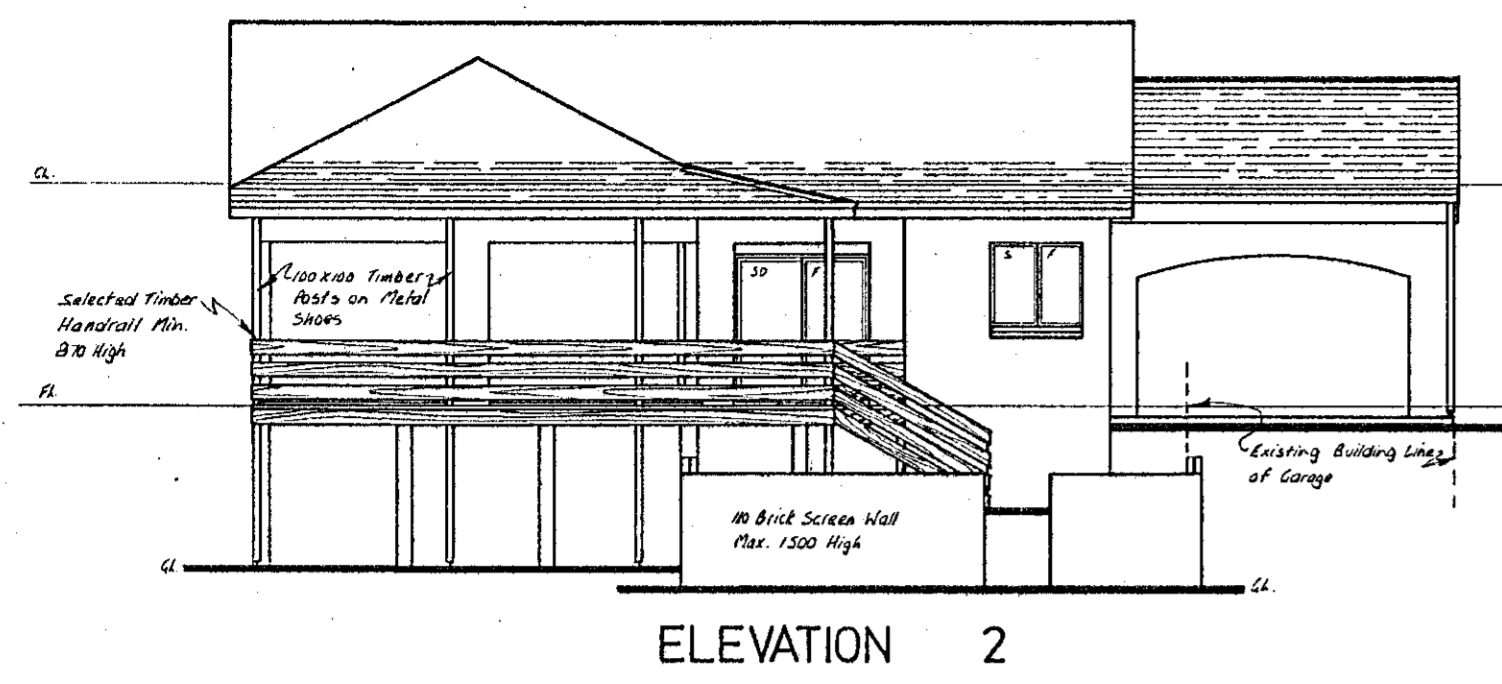 CL.
100x100 Timber
Posts on Metal
Shoes
Selected Timber
Handrail Min.
870 High
SD
F
S
F
FL.
Existing Building Line
of Garage
110 Brick Screen Wall
Max. 1500 High
GL.
GL.
ELEVATION 2